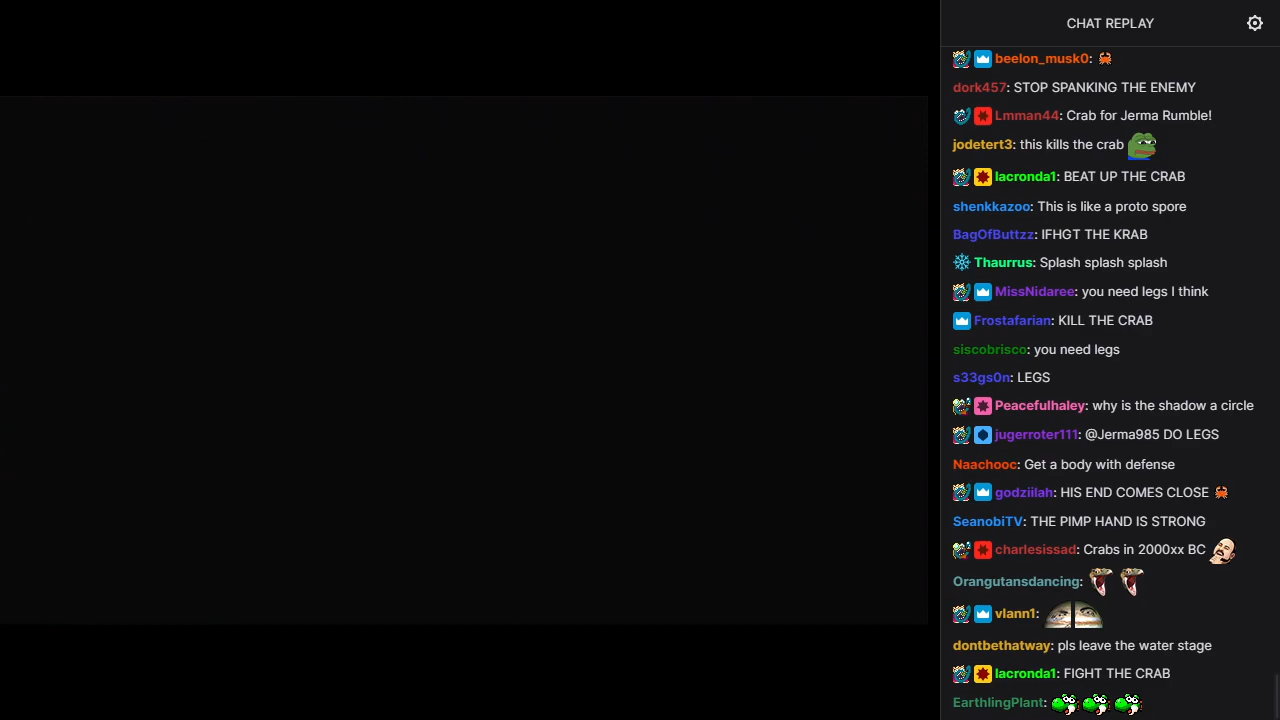 CHAT REPLAY
beelon_musk0:
dork457: STOP SPANKING THE ENEMY
Lmman44: Crab for Jerma Rumble!
jodetert3: this kills the crab
lacronda1: BEAT UP THE CRAB
shenkkazoo: This is like a proto spore
BagOfButtzz: IFHGT THE KRAB
Thaurrus: Splash splash splash
MissNidaree: you need legs I think
Frostafarian: KILL THE CRAB
siscobrisco: you need legs
s33gs0n: LEGS
Peacefulhaley: why is the shadow a circle
jugerroter111: @Jerma985 DO LEGS
Naachooc: Get a body with defense
godziilah: HIS END COMES CLOSE
SeanobiTV: THE PIMP HAND IS STRONG
charlesissad: Crabs in 2000xx BC
Orangutansdancing:
vlann1:
dontbethatway: pls leave the water stage
lacronda1: FIGHT THE CRAB
EarthlingPlant: